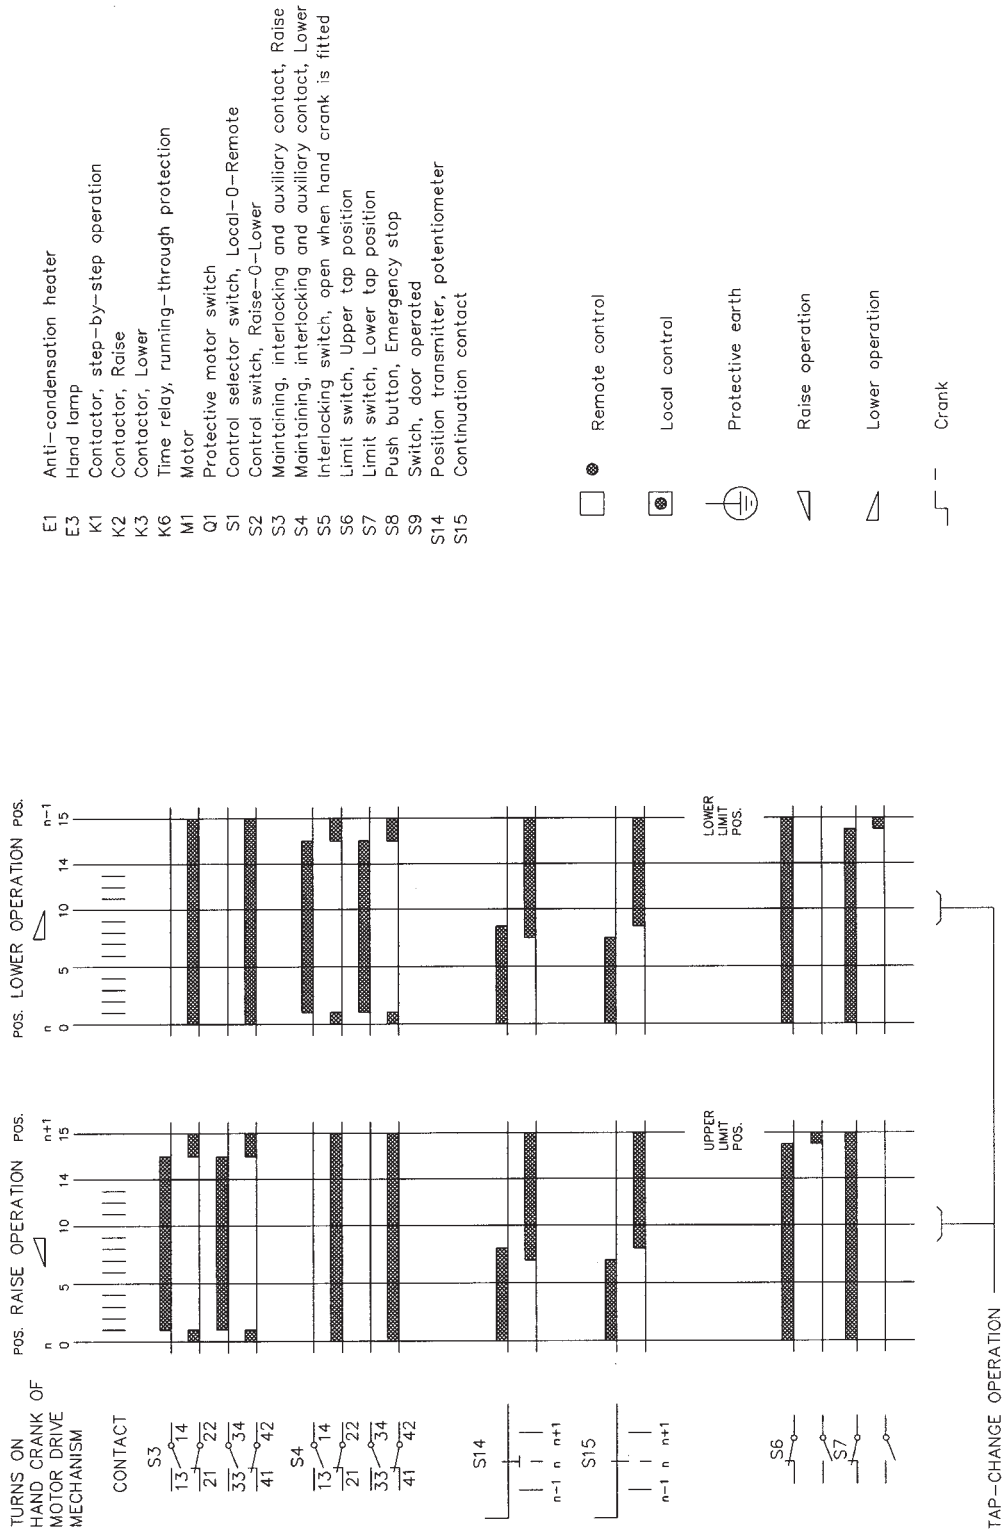 TURNS ON
HAND CRANK OF
MOTOR DRIVE
MECHANISM
POS. RAISE OPERATION POS.
n n+1
0 5 10 14 15
POS. LOWER OPERATION POS.
n n-1
0 5 10 14 15
CONTACT
S3
13 14
21 22
33 34
41 42
S4
13 14
21 22
33 34
41 42
S14
n-1 n n+1
S15
n-1 n n+1
UPPER
LIMIT
POS.
LOWER
LIMIT
POS.
S6
S7
TAP-CHANGE OPERATION
E1 Anti-condensation heater
E3 Hand lamp
K1 Contactor, step-by-step operation
K2 Contactor, Raise
K3 Contactor, Lower
K6 Time relay, running-through protection
M1 Motor
Q1 Protective motor switch
S1 Control selector switch, Local-0-Remote
S2 Control switch, Raise-0-Lower
S3 Maintaining, interlocking and auxiliary contact, Raise
S4 Maintaining, interlocking and auxiliary contact, Lower
S5 Interlocking switch, open when hand crank is fitted
S6 Limit switch, Upper tap position
S7 Limit switch, Lower tap position
S8 Push button, Emergency stop
S9 Switch, door operated
S14 Position transmitter, potentiometer
S15 Continuation contact
Remote control
Local control
Protective earth
Raise operation
Lower operation
Crank